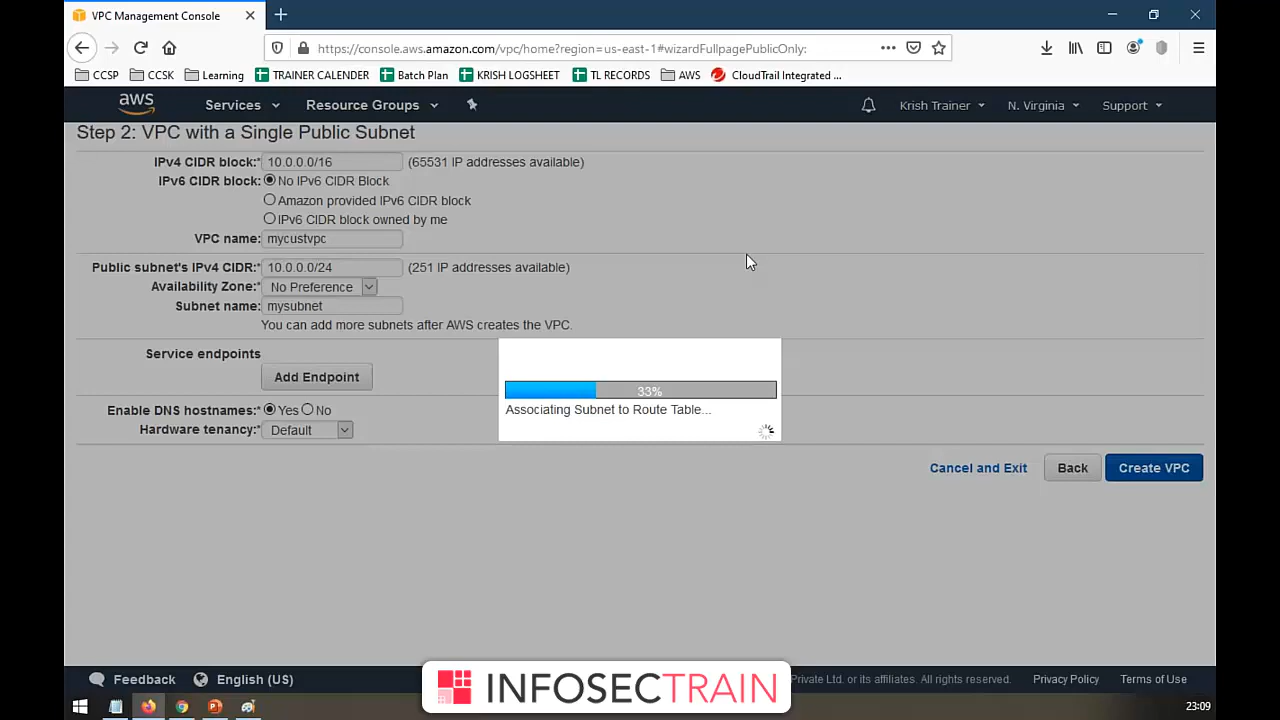 VPC Management Console
https://console.aws.amazon.com/vpc/home?region=us-east-1#wizardFullpagePublicOnly:
CCSP CCSK Learning TRAINER CALENDER Batch Plan KRISH LOGSHEET TL RECORDS AWS CloudTrail Integrated ...
aws Services Resource Groups Krish Trainer N. Virginia Support
Step 2: VPC with a Single Public Subnet
IPv4 CIDR block:* 10.0.0.0/16 (65531 IP addresses available)
IPv6 CIDR block:* No IPv6 CIDR Block
Amazon provided IPv6 CIDR block
IPv6 CIDR block owned by me
VPC name: mycustvpc
Public subnet's IPv4 CIDR:* 10.0.0.0/24 (251 IP addresses available)
Availability Zone:* No Preference
Subnet name: mysubnet
You can add more subnets after AWS creates the VPC.
Service endpoints
Add Endpoint
33%
Associating Subnet to Route Table...
Enable DNS hostnames:* Yes No
Hardware tenancy:* Default
Cancel and Exit Back Create VPC
Feedback English (US) Private Ltd. or its affiliates. All rights reserved. Privacy Policy Terms of Use
INFOSECTRAIN
23:09